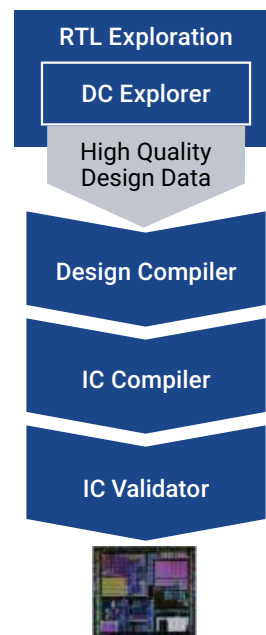 RTL Exploration
DC Explorer
High Quality
Design Data
Design Compiler
IC Compiler
IC Validator